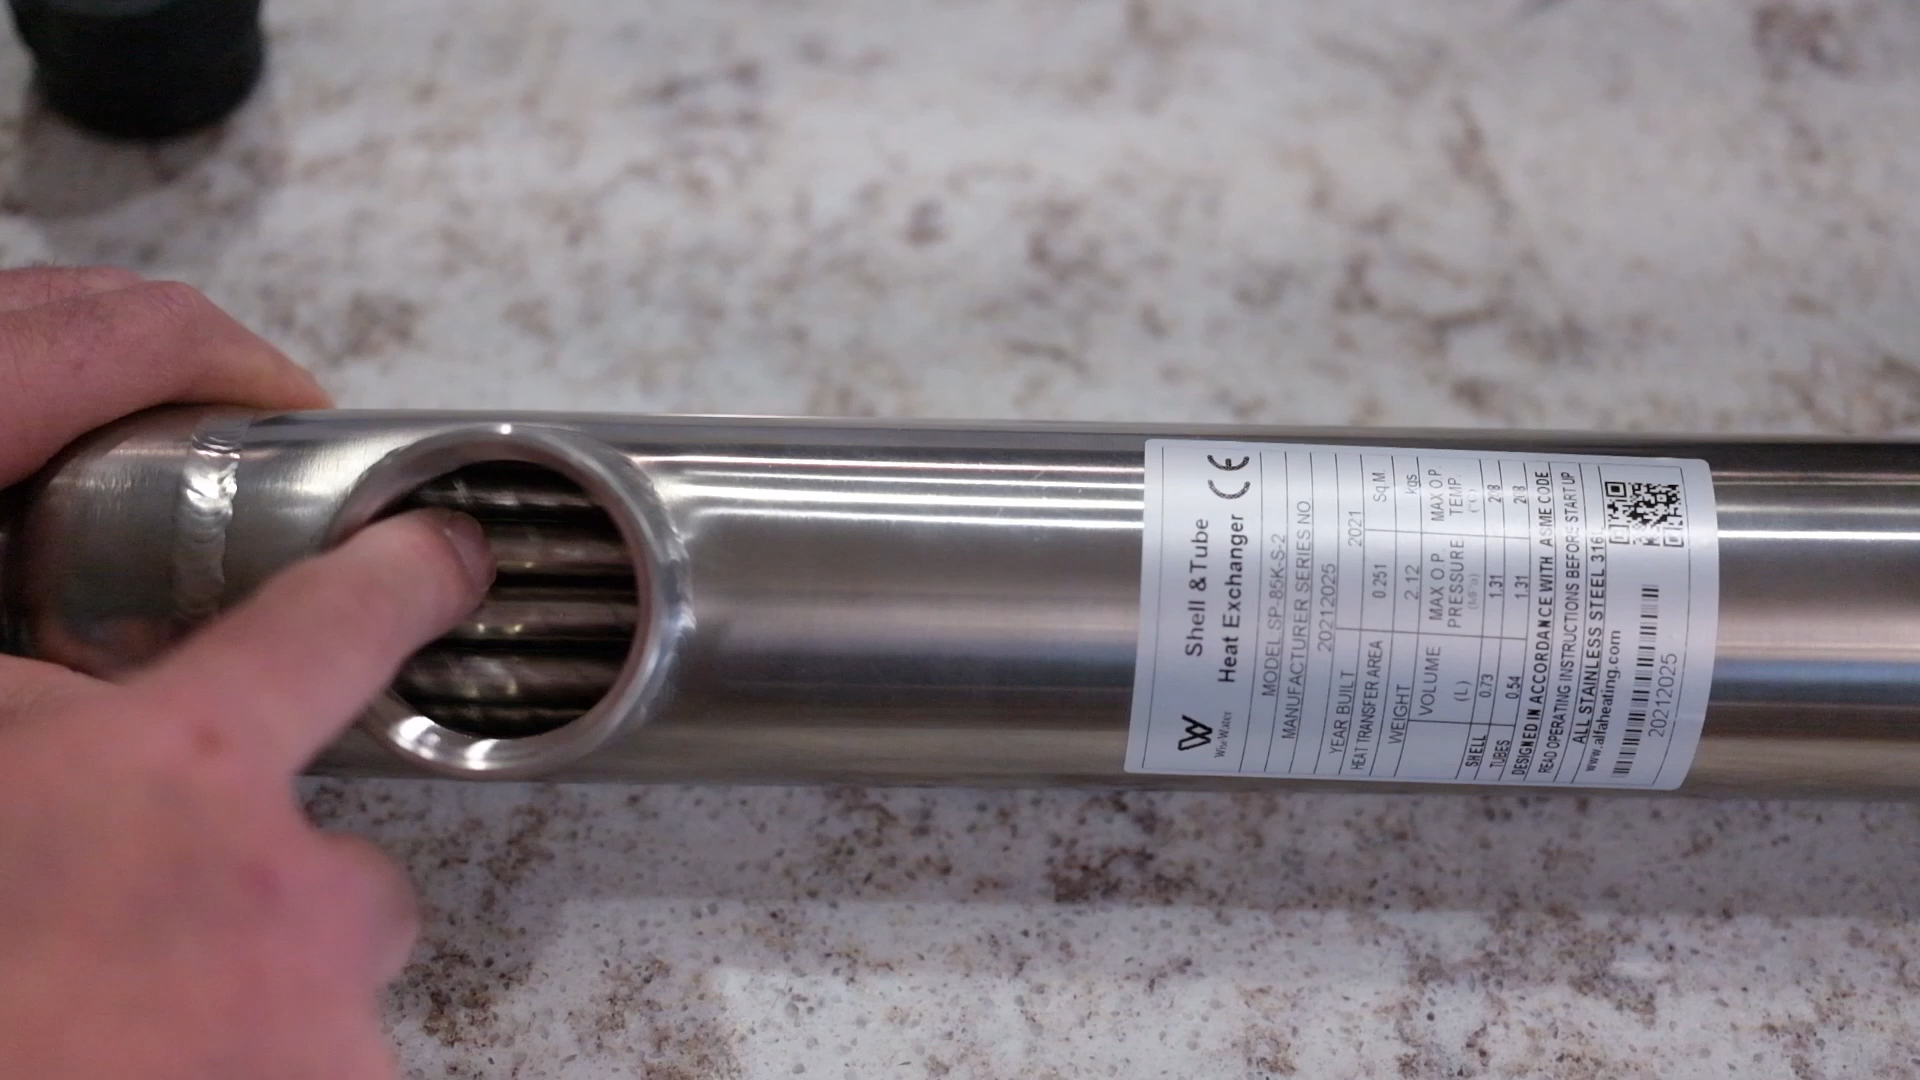 Shell & Tube
Heat Exchanger CE
W
Wise Water
MODEL SP-85K-S-2
MANUFACTURER SERIES NO
20212025
YEAR BUILT 2021
HEAT TRANSFER AREA 0.251 Sq.M.
WEIGHT 2.12 kgs
VOLUME (L) MAX O.P. PRESSURE (MPa) MAX O.P. TEMP.
SHELL 0.73 1.31
TUBES 0.54 1.31
DESIGNED IN ACCORDANCE WITH ASME CODE
READ OPERATING INSTRUCTIONS BEFORE START UP
ALL STAINLESS STEEL 316
www.alfaheating.com
20212025